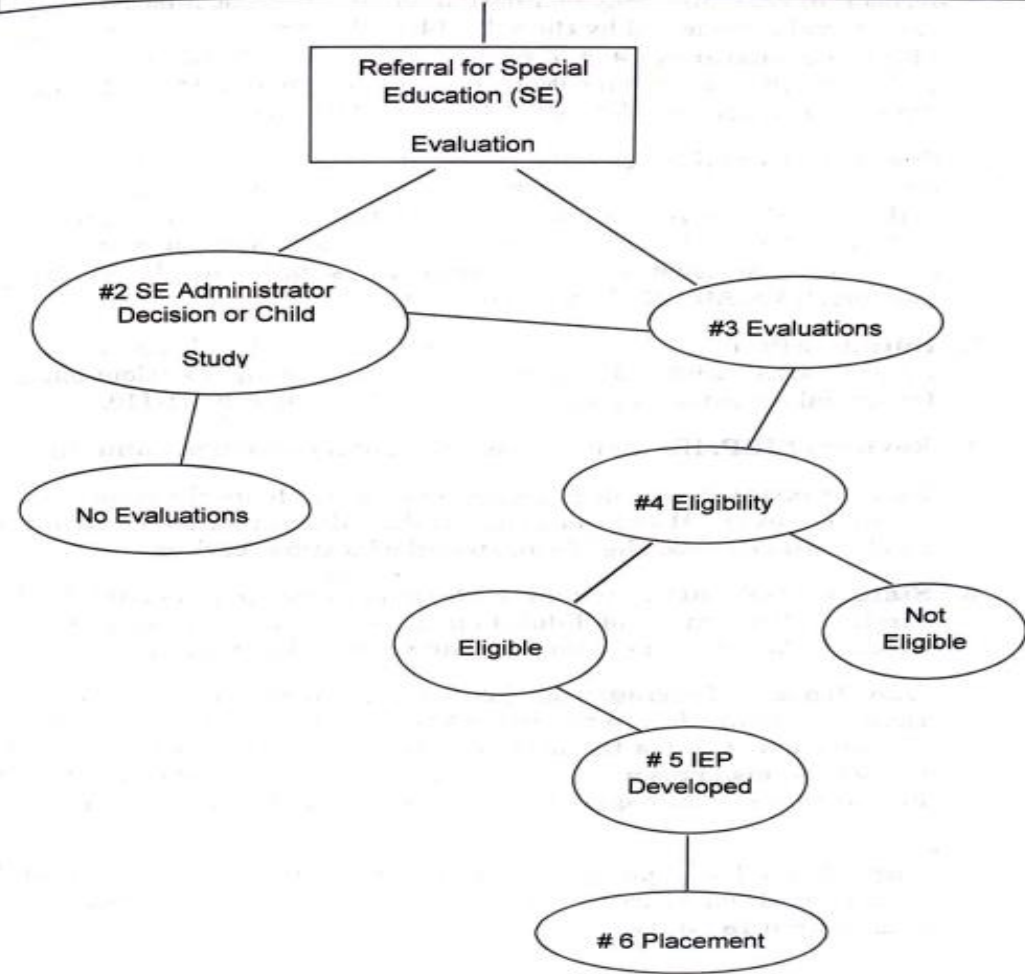 Referral for Special
Education (SE)
Evaluation
#2 SE Administrator
Decision or Child
Study
#3 Evaluations
No Evaluations
#4 Eligibility
Eligible
Not
Eligible
# 5 IEP
Developed
# 6 Placement